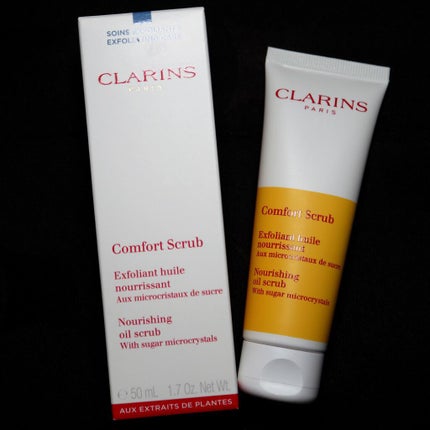 SOINS
EXFOLIA
CLARINS
PARIS
Comfort Scrub
Exfoliant huile
nourrissant
Aux microcristaux de sucre
Nourishing
oil scrub
With sugar microcrystals
50 mL 1.7 Oz. Net Wt.
AUX EXTRAITS DE PLANTES
CLARINS
PARIS
Comfort Scrub
Exfoliant huile
nourrissant
Aux microcristaux de sucre
Nourishing
oil scrub
With sugar microcrystals